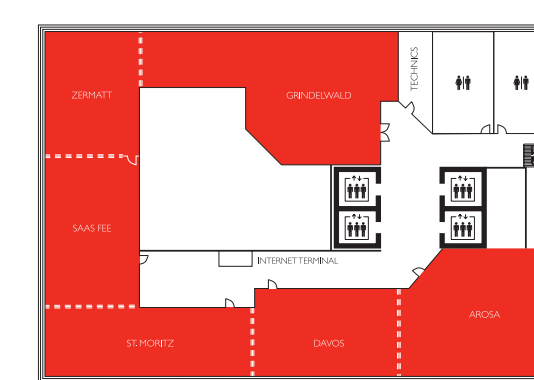 TECHNICS
ZERMATT
GRINDELWALD
SAAS FEE
INTERNET TERMINAL
ST. MORITZ
DAVOS
AROSA